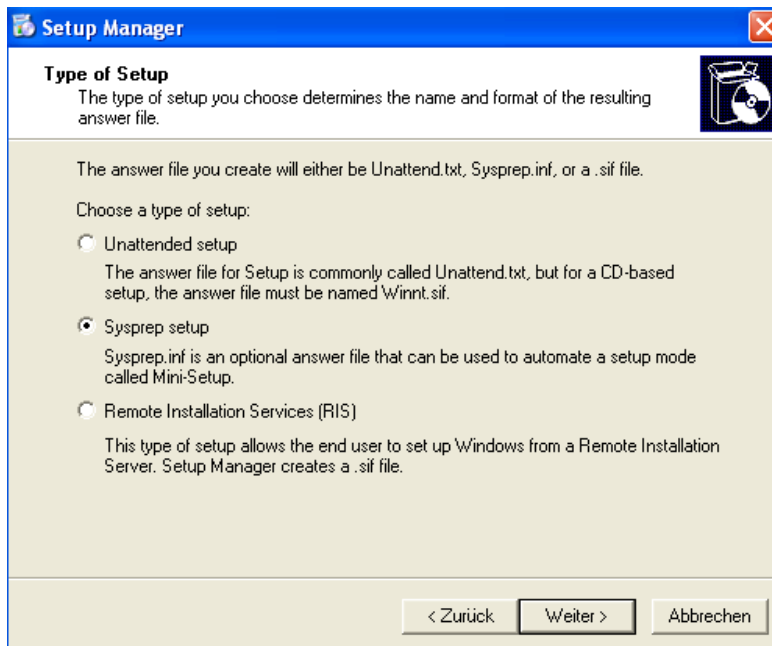 Setup Manager
Type of Setup
The type of setup you choose determines the name and format of the resulting
answer file.
The answer file you create will either be Unattend.txt, Sysprep.inf, or a .sif file.
Choose a type of setup:
Unattended setup
The answer file for Setup is commonly called Unattend.txt, but for a CD-based
setup, the answer file must be named Winnt.sif.
Sysprep setup
Sysprep.inf is an optional answer file that can be used to automate a setup mode
called Mini-Setup.
Remote Installation Services (RIS)
This type of setup allows the end user to set up Windows from a Remote Installation
Server. Setup Manager creates a .sif file.
< Zurück Weiter > Abbrechen